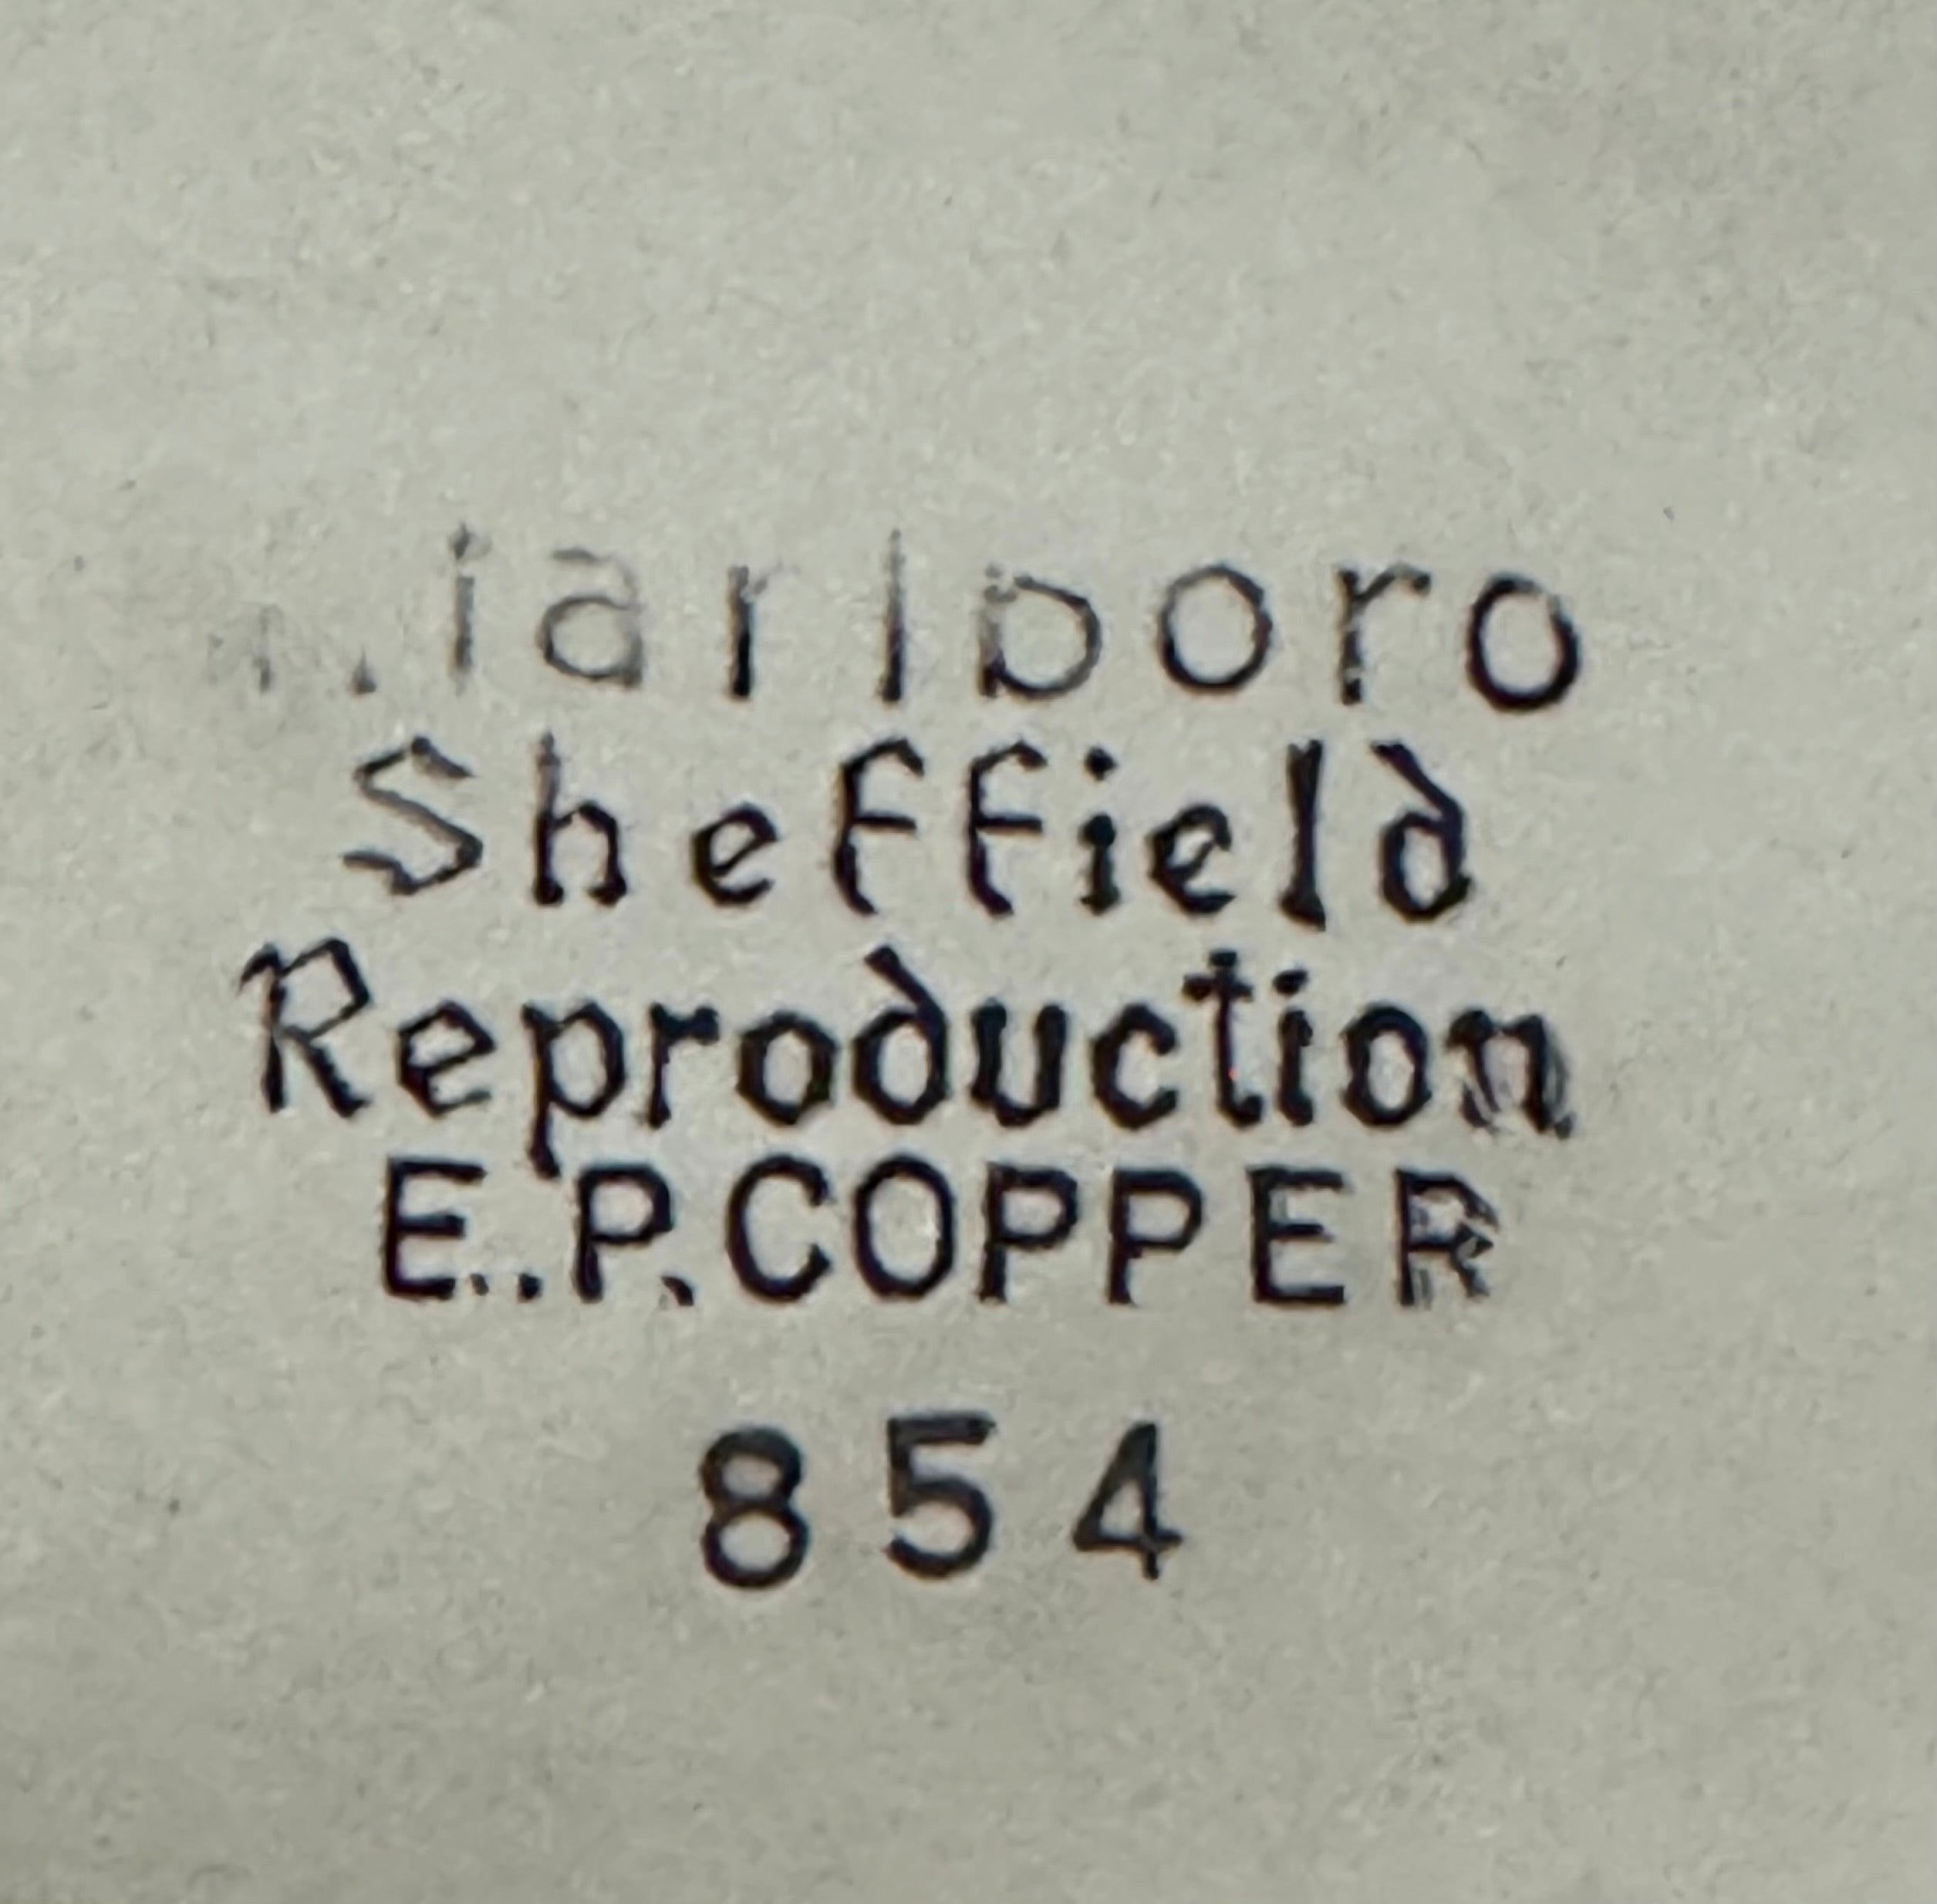 Marlboro
Sheffield
Reproduction
E.P.COPPER
854